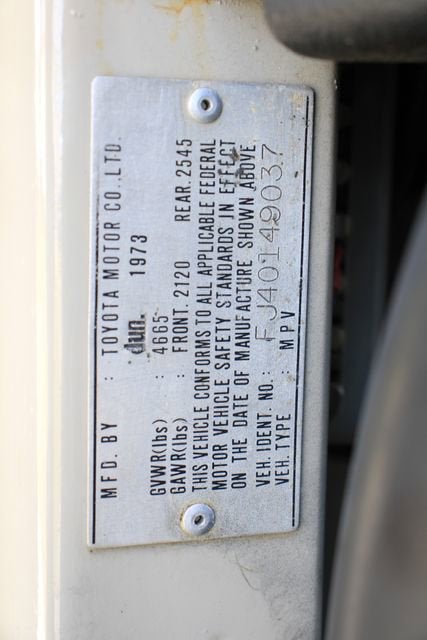 MFD. BY : TOYOTA MOTOR CO.,LTD.
JUN. 1973
GVWR(lbs) : 4665
GAWR(lbs) : FRONT. 2120 REAR. 2545
THIS VEHICLE CONFORMS TO ALL APPLICABLE FEDERAL
MOTOR VEHICLE SAFETY STANDARDS IN EFFECT
ON THE DATE OF MANUFACTURE SHOWN ABOVE.
VEH. IDENT. NO. : FJ40149037
VEH. TYPE : MPV